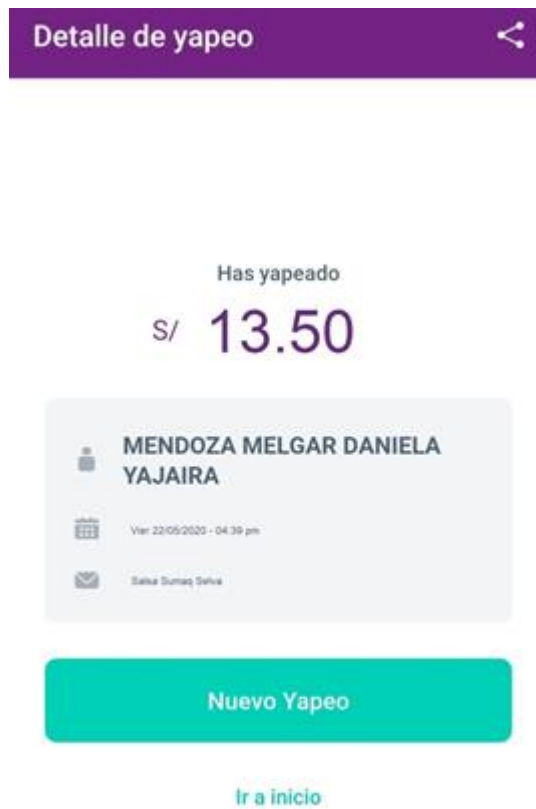 Detalle de yapeo
Has yapeado
S/ 13.50
MENDOZA MELGAR DANIELA
YAJAIRA
Vier 22/05/2020 - 04:39 pm
Salsa Sumaq Selva
Nuevo Yapeo
Ir a inicio